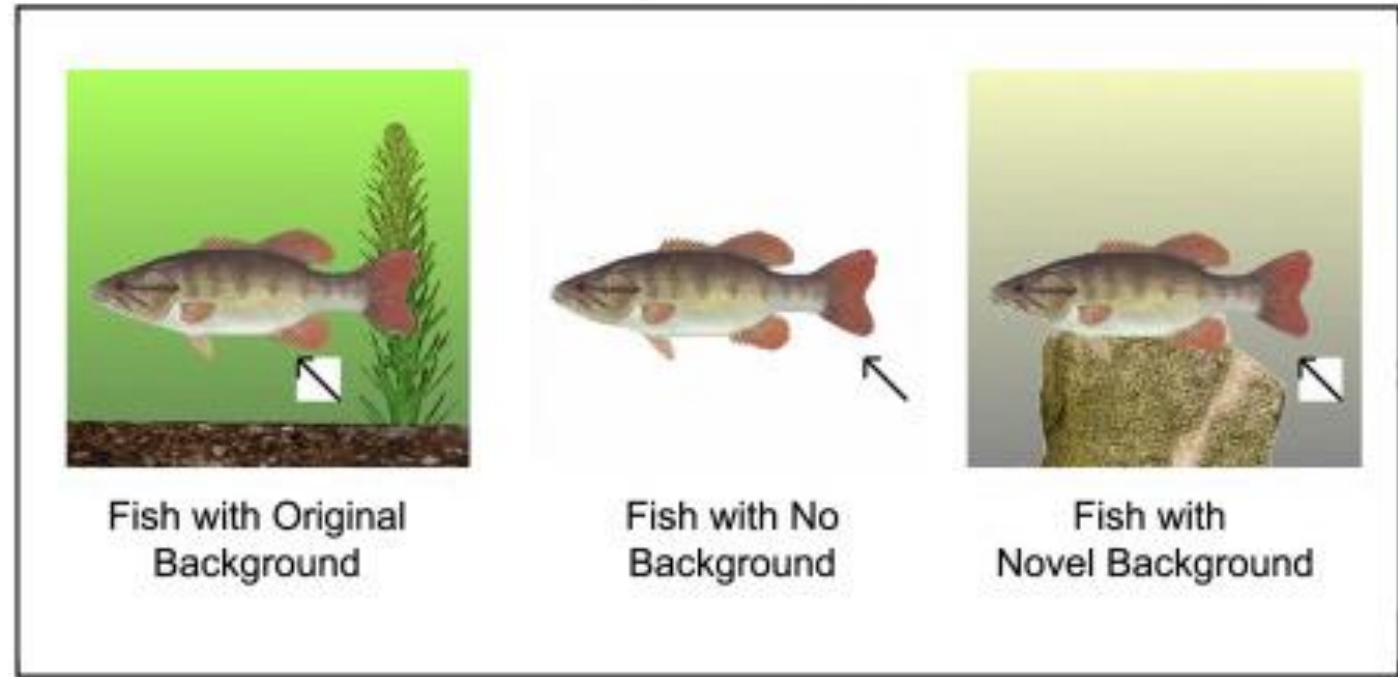 Fish with Original
Background
Fish with No
Background
Fish with
Novel Background